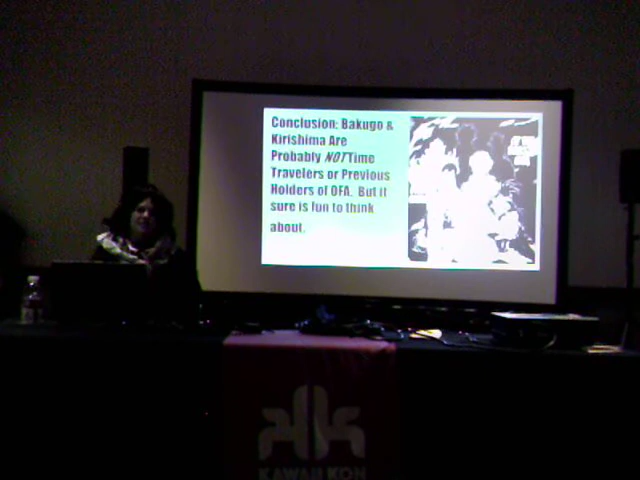 Conclusion: Bakugo &
Kirishima Are
Probably NOT Time
Travelers or Previous
Holders of OFA. But it
sure is fun to think
about.
KAWAII KON